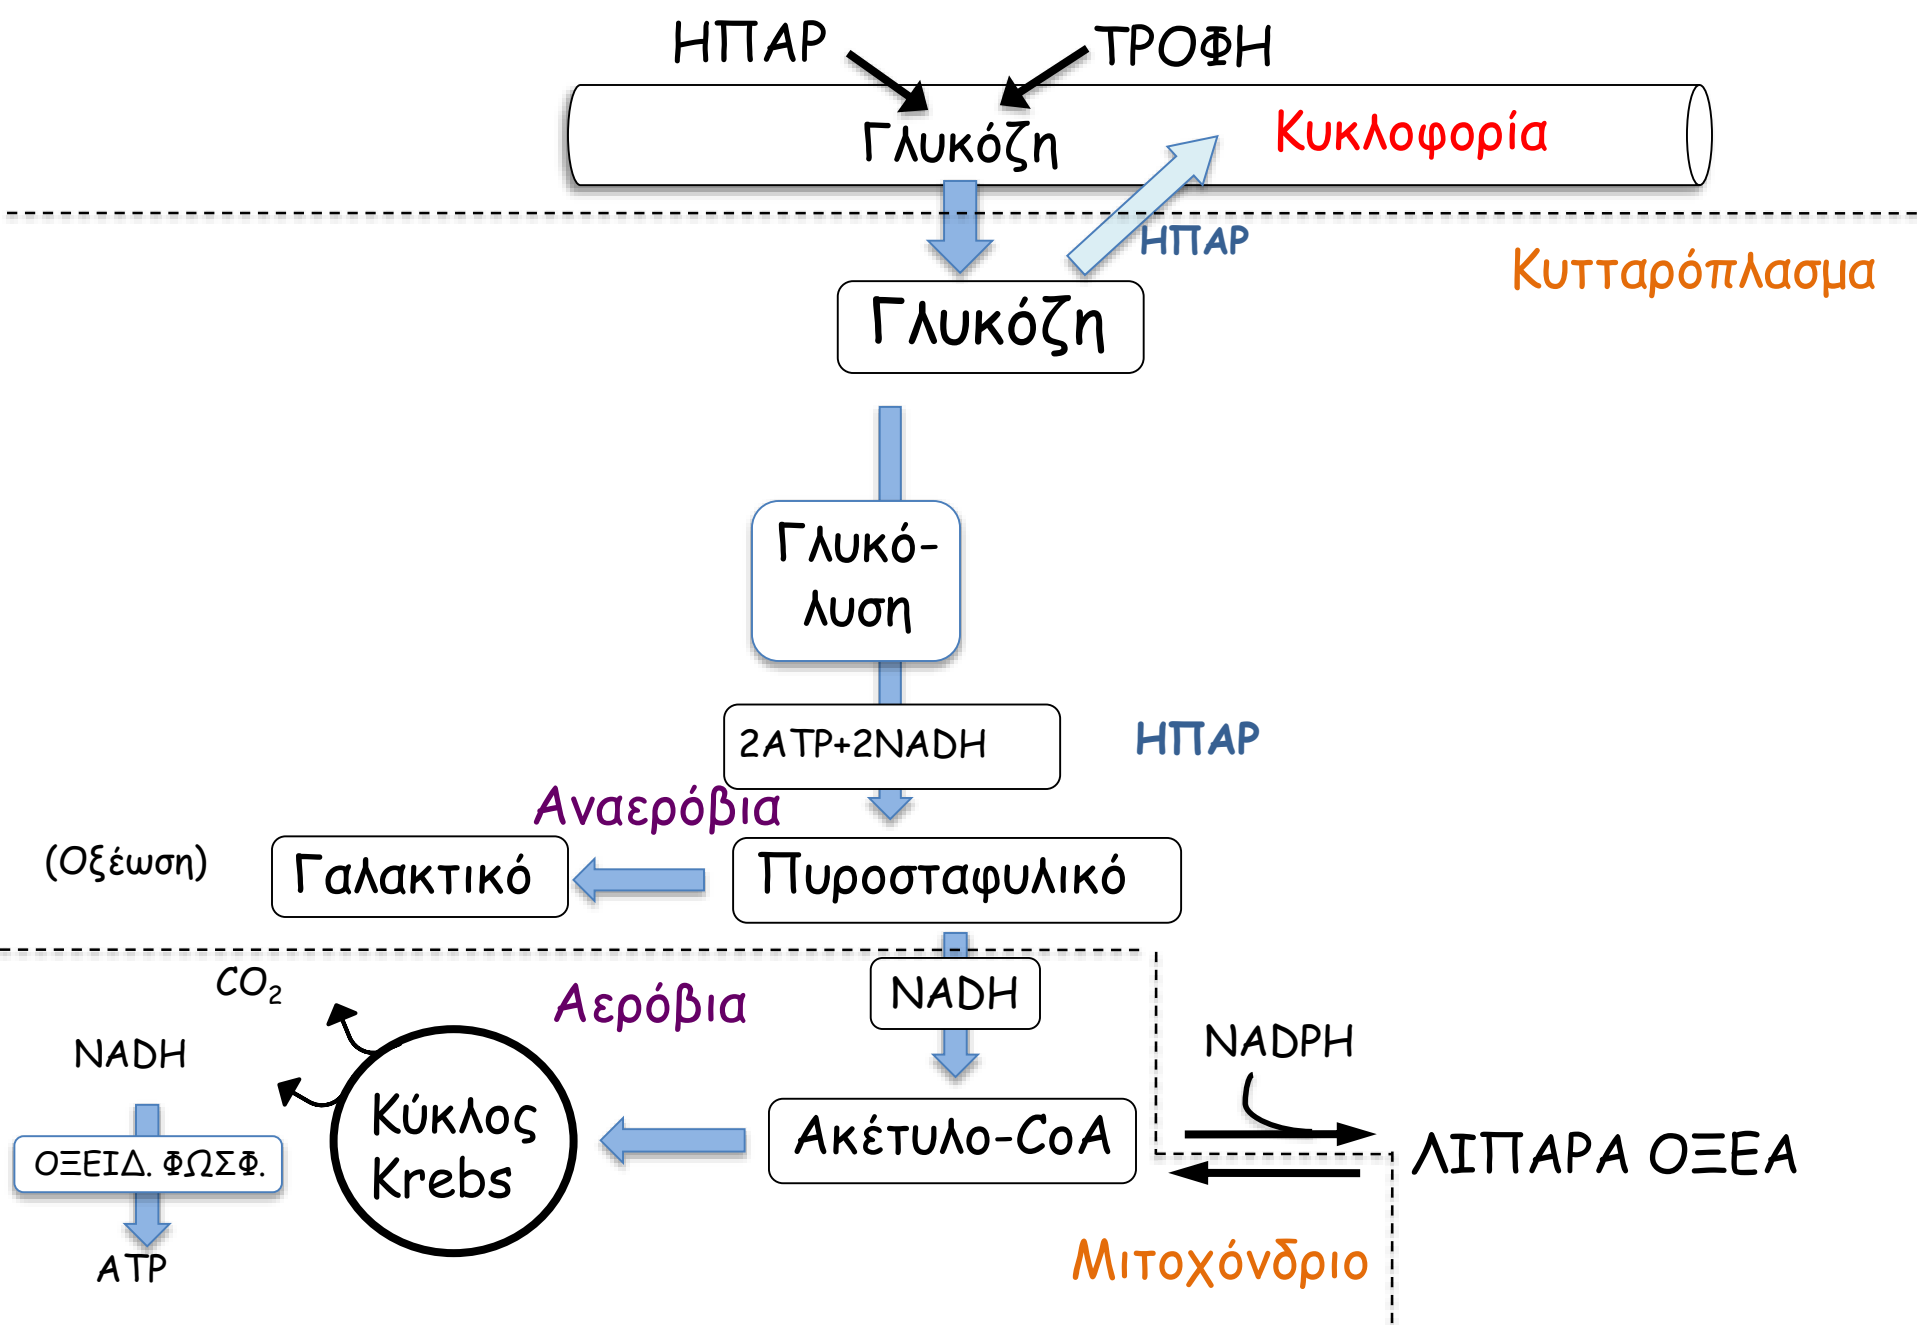 ΗΠΑΡ
ΤΡΟΦΗ
Γλυκόζη
Κυκλοφορία
ΗΠΑΡ
Κυτταρόπλασμα
Γλυκόζη
Γλυκό-
λυση
2ATP+2NADH
ΗΠΑΡ
Αναερόβια
(Οξέωση)
Γαλακτικό
Πυροσταφυλικό
CO₂
Αερόβια
NADH
NADH
NADPH
Κύκλος
Krebs
Ακέτυλο-CoA
ΛΙΠΑΡΑ ΟΞΕΑ
ΟΞΕΙΔ. ΦΩΣΦ.
ATP
Μιτοχόνδριο